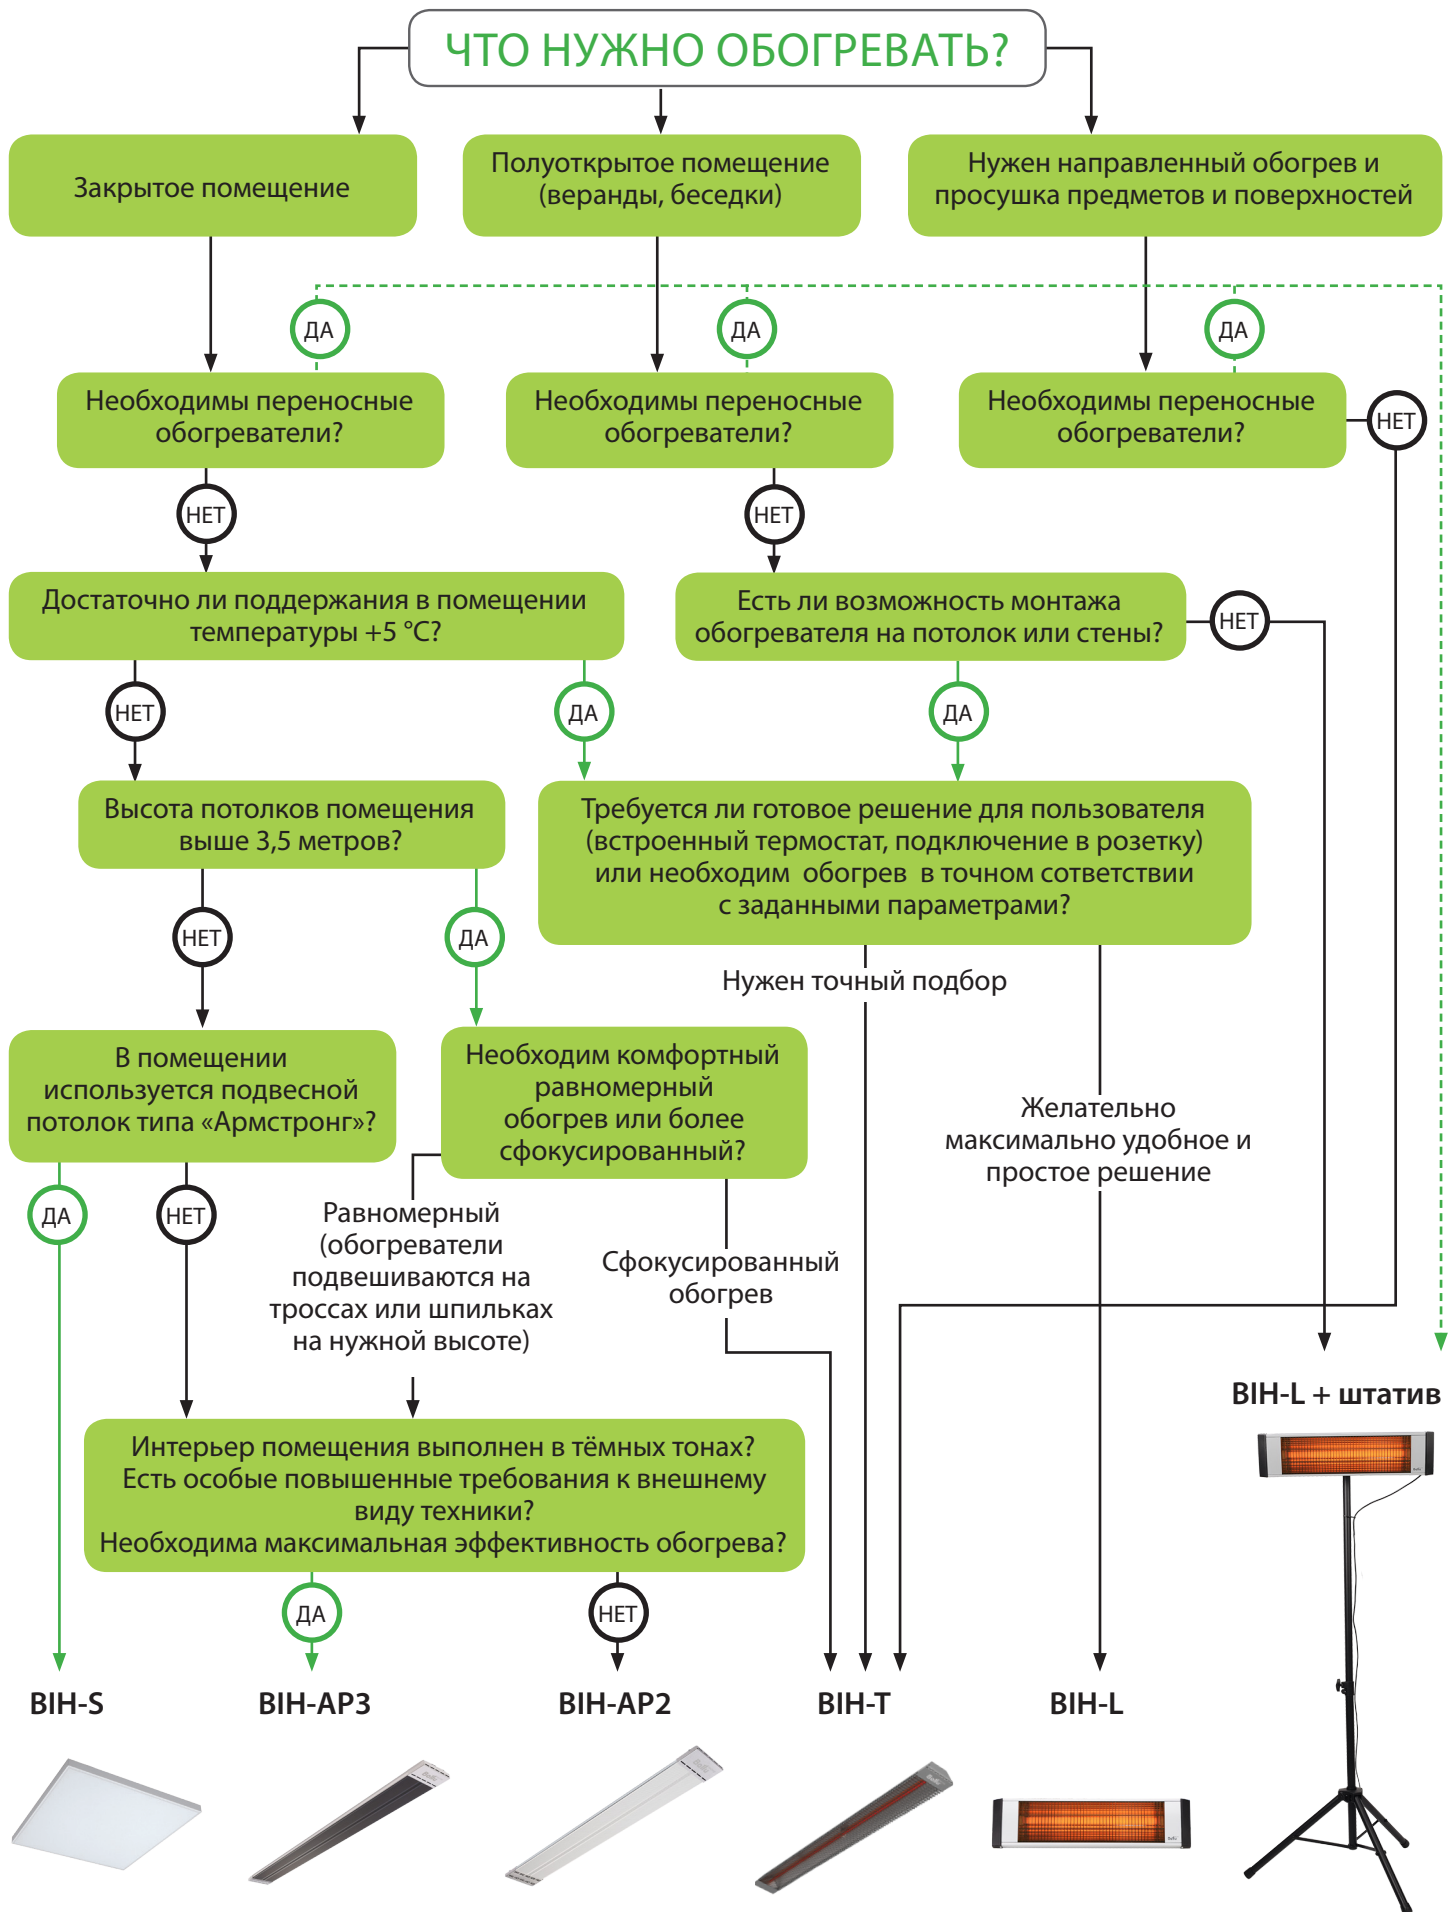 ЧТО НУЖНО ОБОГРЕВАТЬ?
Закрытое помещение
Полуоткрытое помещение
(веранды, беседки)
Нужен направленный обогрев и
просушка предметов и поверхностей
ДА
ДА
ДА
Необходимы переносные
обогреватели?
Необходимы переносные
обогреватели?
Необходимы переносные
обогреватели?
НЕТ
НЕТ
НЕТ
Достаточно ли поддержания в помещении
температуры +5 °C?
Есть ли возможность монтажа
обогревателя на потолок или стены?
НЕТ
НЕТ
ДА
ДА
Высота потолков помещения
выше 3,5 метров?
Требуется ли готовое решение для пользователя
(встроенный термостат, подключение в розетку)
или необходим обогрев в точном сответствии
с заданными параметрами?
НЕТ
ДА
Нужен точный подбор
В помещении
используется подвесной
потолок типа «Армстронг»?
Необходим комфортный
равномерный
обогрев или более
сфокусированный?
Желательно
максимально удобное и
простое решение
ДА
НЕТ
Равномерный
(обогреватели
подвешиваются на
троссах или шпильках
на нужной высоте)
Сфокусированный
обогрев
BIH-L + штатив
Интерьер помещения выполнен в тёмных тонах?
Есть особые повышенные требования к внешнему
виду техники?
Необходима максимальная эффективность обогрева?
ДА
НЕТ
BIH-S
BIH-AP3
BIH-AP2
BIH-T
BIH-L